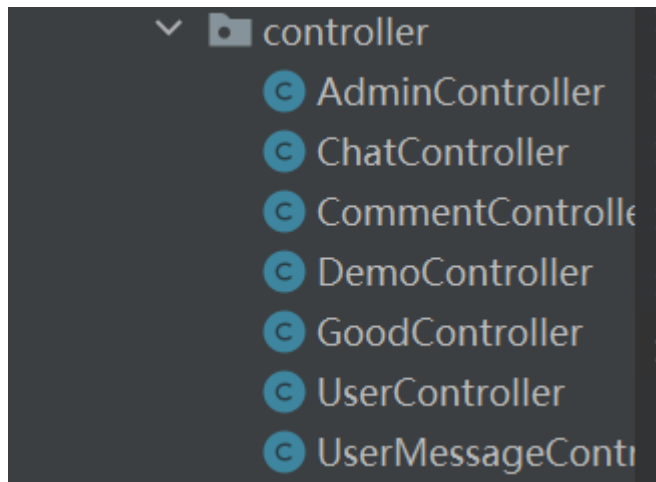 controller
C AdminController
C ChatController
C CommentControlle
C DemoController
C GoodController
C UserController
C UserMessageContr